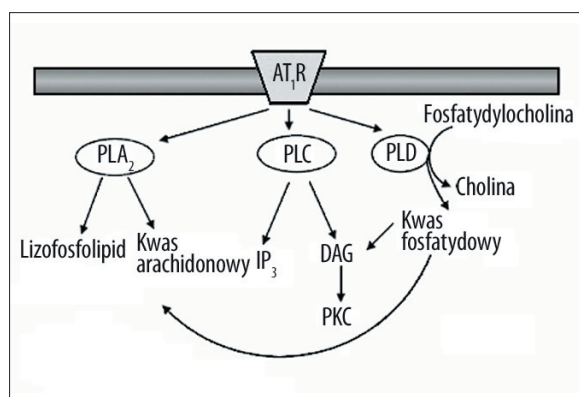 AT₁R
Fosfatydylocholina
PLA₂
PLC
PLD
Cholina
Lizofosfolipid
Kwas
arachidonowy
IP₃
DAG
Kwas
fosfatydowy
PKC